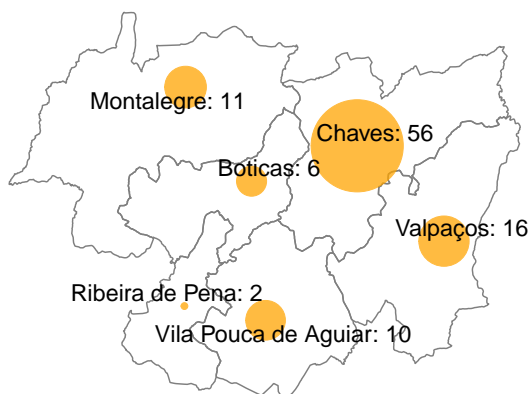 Montalegre: 11
Chaves: 56
Boticas: 6
Valpaços: 16
Ribeira de Pena: 2
Vila Pouca de Aguiar: 10